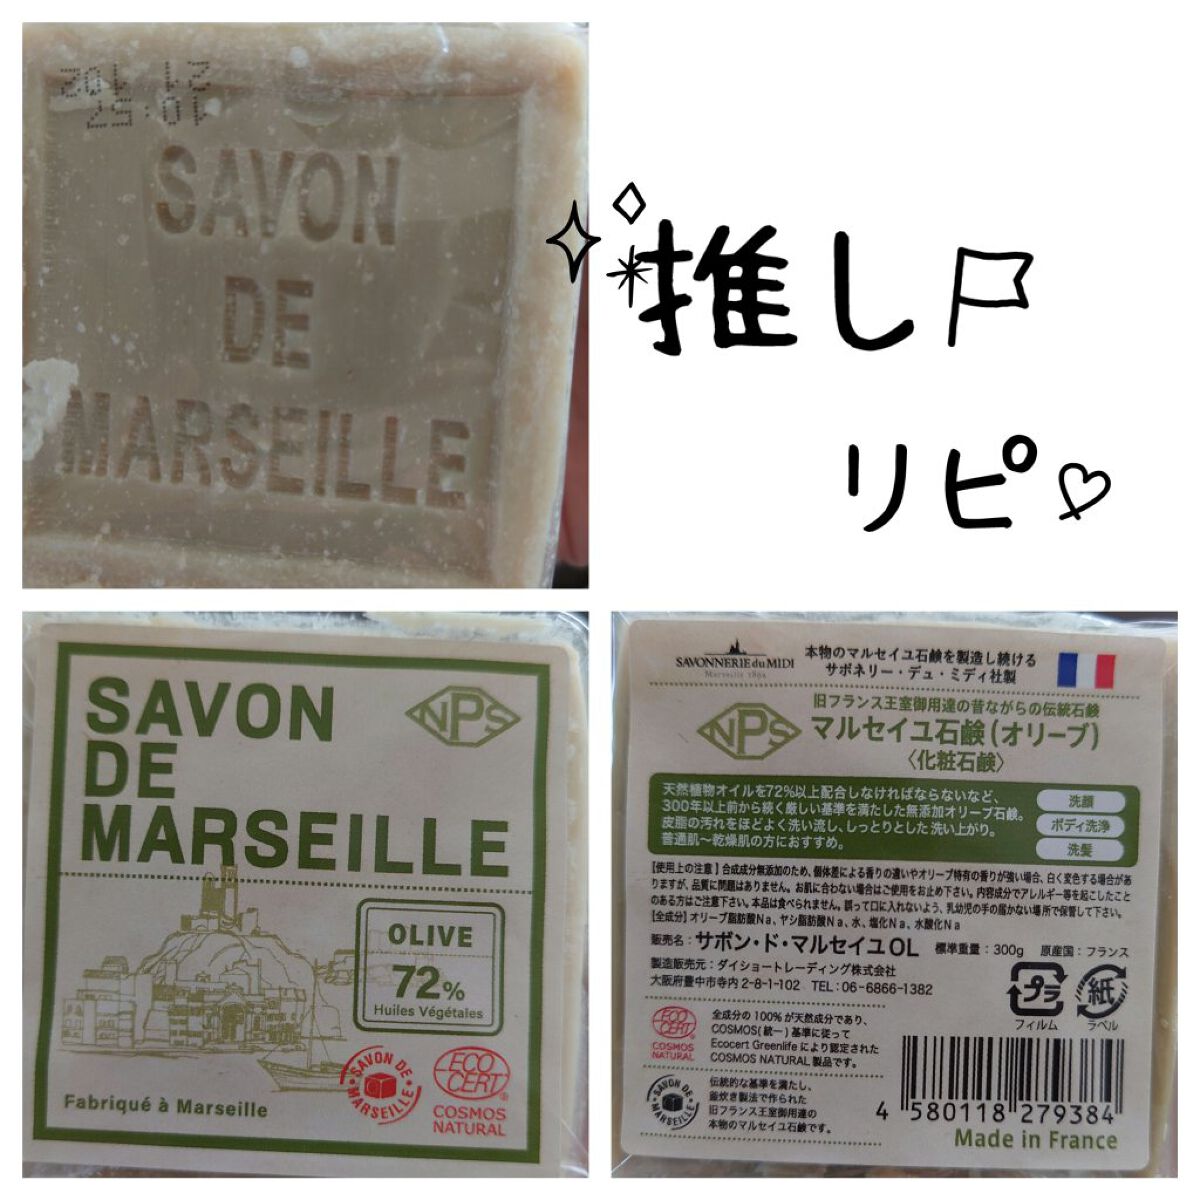 21 102
10:57
SAVON
DE
MARSEILLE
推し
リピ
SAVON
DE
MARSEILLE
NPS
OLIVE
72%
Huiles Végétales
SAVON DE MARSEILLE
ECO CERT®
COSMOS
NATURAL
Fabriqué à Marseille
SAVONNERIE du MIDI
Marseille 1894
本物のマルセイユ石鹸を製造し続ける
サボネリー・デュ・ミディ社製
旧フランス王室御用達の昔ながらの伝統石鹸
NPS
マルセイユ石鹸(オリーブ)
〈化粧石鹸〉
天然植物オイルを72%以上配合しなければならないなど、
300年以上前から続く厳しい基準を満たした無添加オリーブ石鹸。
皮脂の汚れをほどよく洗い流し、しっとりとした洗い上がり。
普通肌～乾燥肌の方におすすめ。
洗顔
ボディ洗浄
洗髪
【使用上の注意】合成成分無添加のため、個体差による香りの違いやオリーブ特有の香りが強い場合、白く変色する場合があ
りますが、品質に問題はありません。お肌に合わない場合はご使用をお止め下さい。内容成分でアレルギー等を起こしたこと
のある方はご注意下さい。本品は食べられません。誤って口に入れないよう、乳幼児の手の届かない場所で保管して下さい。
[全成分] オリーブ脂肪酸Na、ヤシ脂肪酸Na、水、塩化Na、水酸化Na
販売名：サボン・ド・マルセイユOL 標準重量：300g 原産国：フランス
製造販売元：ダイショートレーディング株式会社
大阪府豊中市寺内2-8-1-102 TEL：06-6866-1382
プラ
フィルム
紙
ラベル
ECO CERT®
COSMOS
NATURAL
全成分の100%が天然成分であり、
COSMOS(統一)基準に従って
Ecocert Greenlifeにより認定された
COSMOS NATURAL製品です。
SAVON DE MARSEILLE
伝統的な基準を満たし、
釜炊き製法で作られた
旧フランス王室御用達の
本物のマルセイユ石鹸です。
4 580118 279384
Made in France